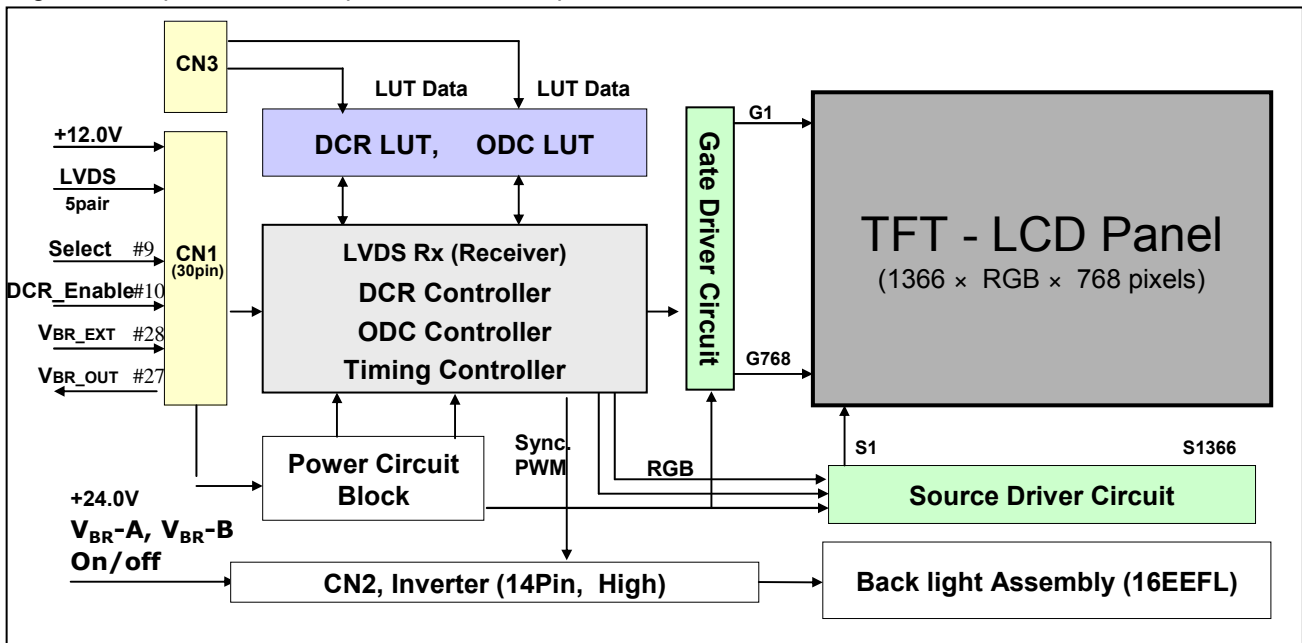 CN3
LUT Data
LUT Data
+12.0V
LVDS
5pair
Select #9
DCR_Enable#10
VBR_EXT #28
VBR_OUT #27
CN1
(30pin)
DCR LUT, ODC LUT
LVDS Rx (Receiver)
DCR Controller
ODC Controller
Timing Controller
Gate Driver Circuit
G1
G768
TFT - LCD Panel
(1366 × RGB × 768 pixels)
Power Circuit
Block
Sync.
PWM
RGB
S1
S1366
Source Driver Circuit
+24.0V
VBR-A, VBR-B
On/off
CN2, Inverter (14Pin, High)
Back light Assembly (16EEFL)